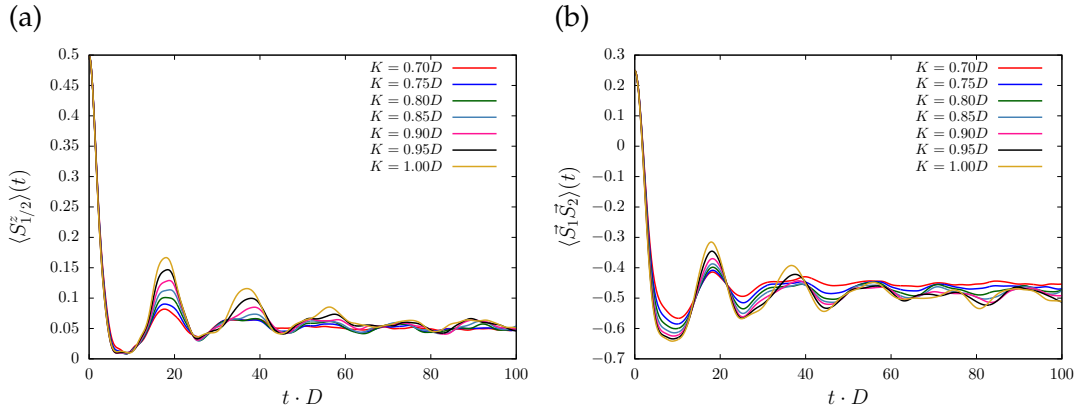 (a)
⟨S^z_{1/2}⟩(t)
0.5
0.45
0.4
0.35
0.3
0.25
0.2
0.15
0.1
0.05
0
0 20 40 60 80 100
t · D
K = 0.70D
K = 0.75D
K = 0.80D
K = 0.85D
K = 0.90D
K = 0.95D
K = 1.00D
(b)
⟨S⃗_1S⃗_2⟩(t)
0.3
0.2
0.1
0
−0.1
−0.2
−0.3
−0.4
−0.5
−0.6
−0.7
0 20 40 60 80 100
t · D
K = 0.70D
K = 0.75D
K = 0.80D
K = 0.85D
K = 0.90D
K = 0.95D
K = 1.00D